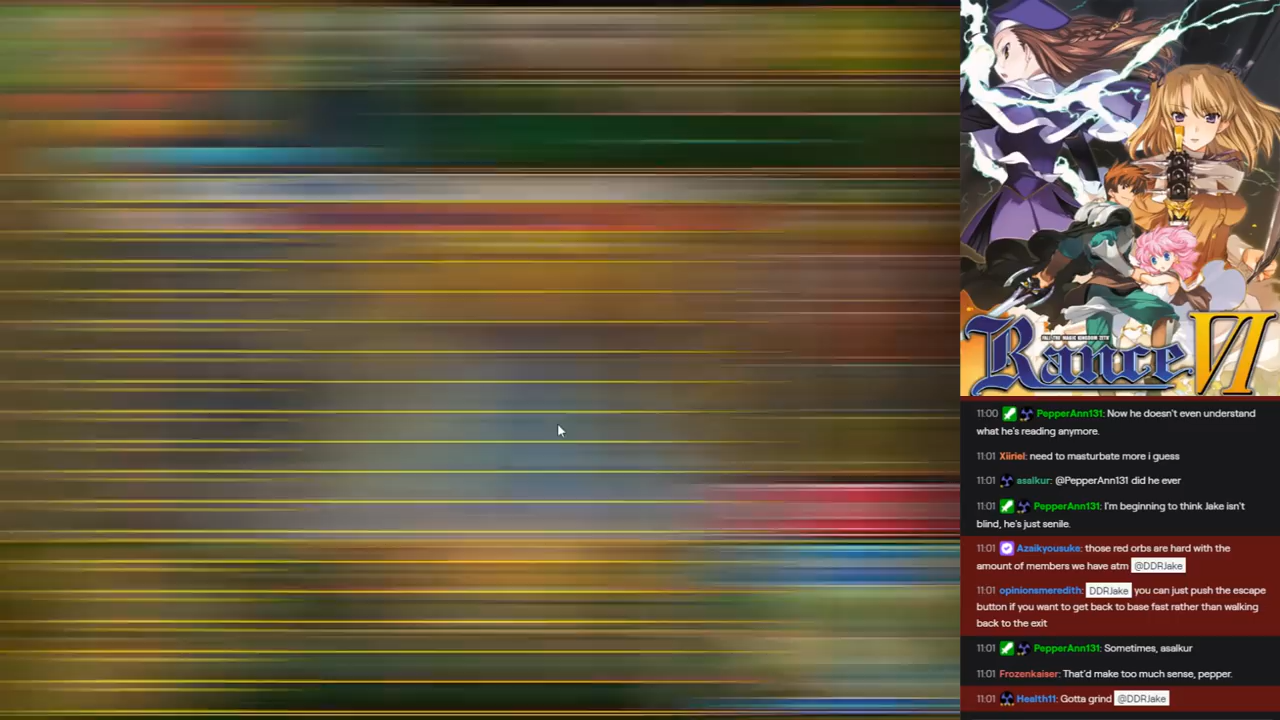 FALL THE MAGIC KINGDOM ZETH
Rance VI
11:00 PepperAnn131: Now he doesn't even understand
what he's reading anymore.
11:01 Xiiriel: need to masturbate more i guess
11:01 asalkur: @PepperAnn131 did he ever
11:01 PepperAnn131: I'm beginning to think Jake isn't
blind, he's just senile.
11:01 Azaikyousuke: those red orbs are hard with the
amount of members we have atm @DDRJake
11:01 opinionsmeredith: DDRJake you can just push the escape
button if you want to get back to base fast rather than walking
back to the exit
11:01 PepperAnn131: Sometimes, asalkur
11:01 Frozenkaiser: That'd make too much sense, pepper.
11:01 Health11: Gotta grind @DDRJake